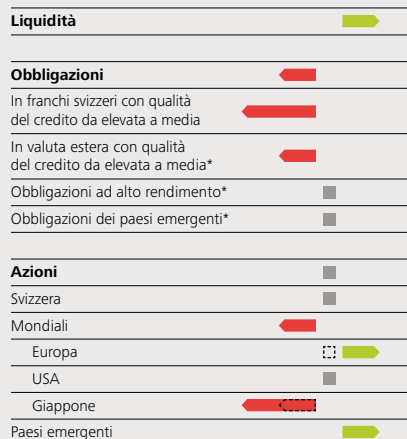 Liquidità
Obbligazioni
In franchi svizzeri con qualità
del credito da elevata a media
In valuta estera con qualità
del credito da elevata a media*
Obbligazioni ad alto rendimento*
Obbligazioni dei paesi emergenti*
Azioni
Svizzera
Mondiali
Europa
USA
Giappone
Paesi emergenti